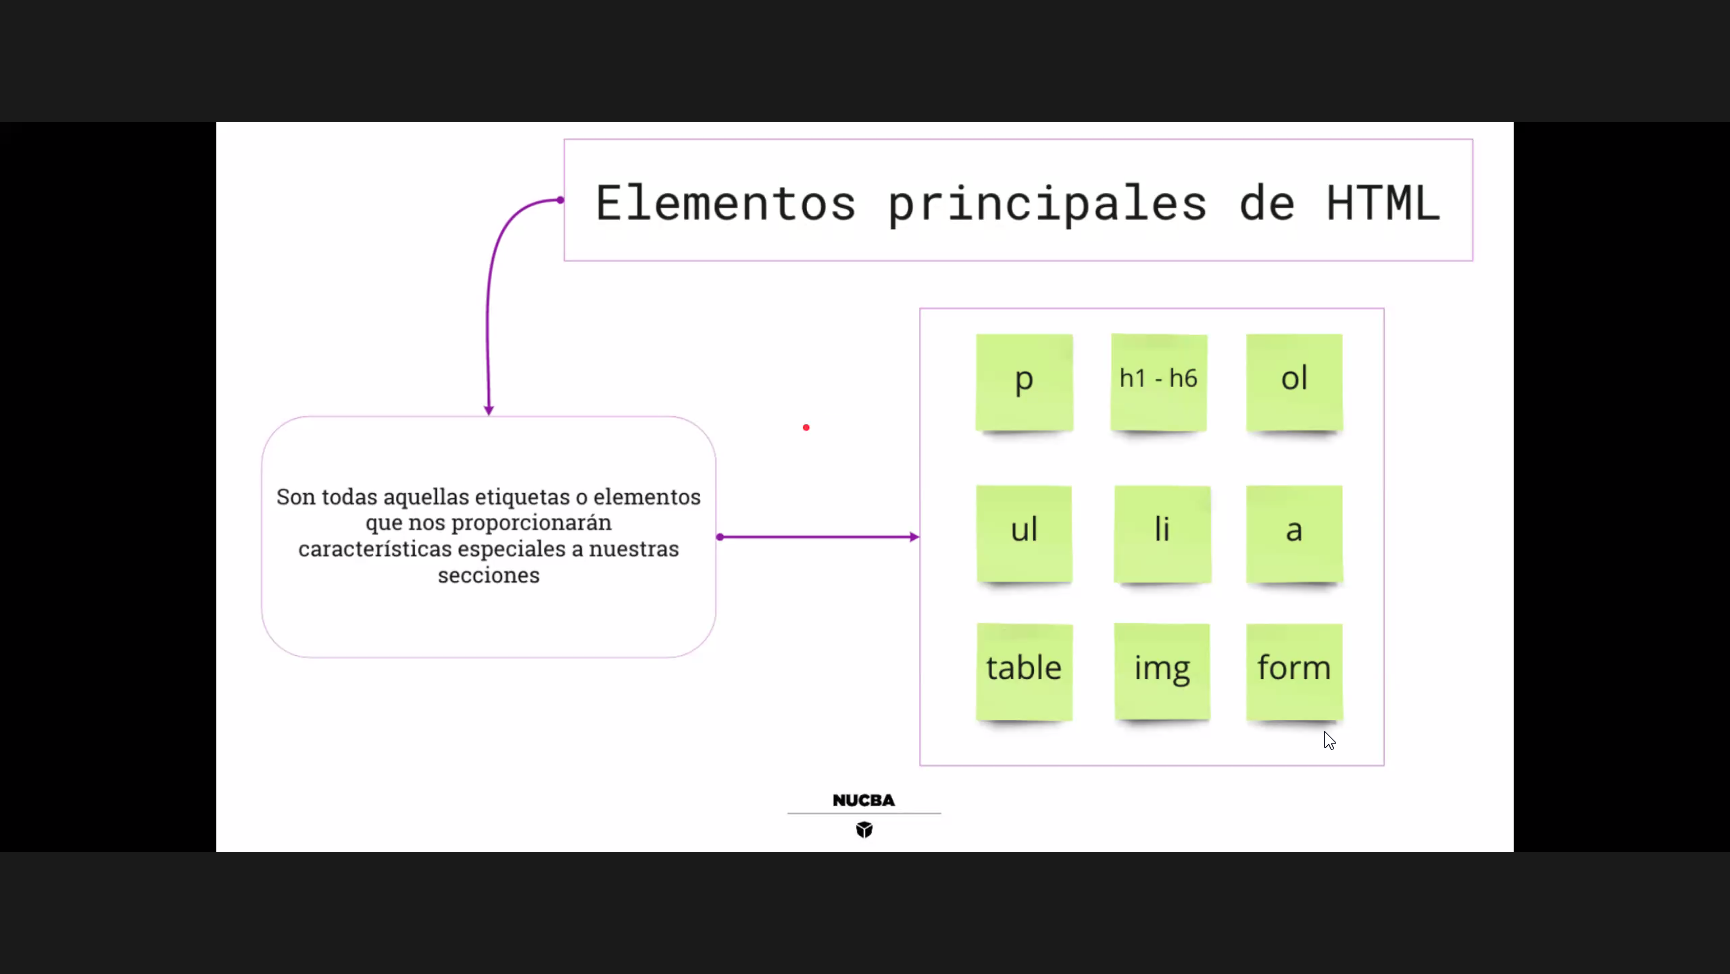 Elementos principales de HTML
Son todas aquellas etiquetas o elementos
que nos proporcionarán
características especiales a nuestras
secciones
p
h1 - h6
ol
ul
li
a
table
img
form
NUCBA